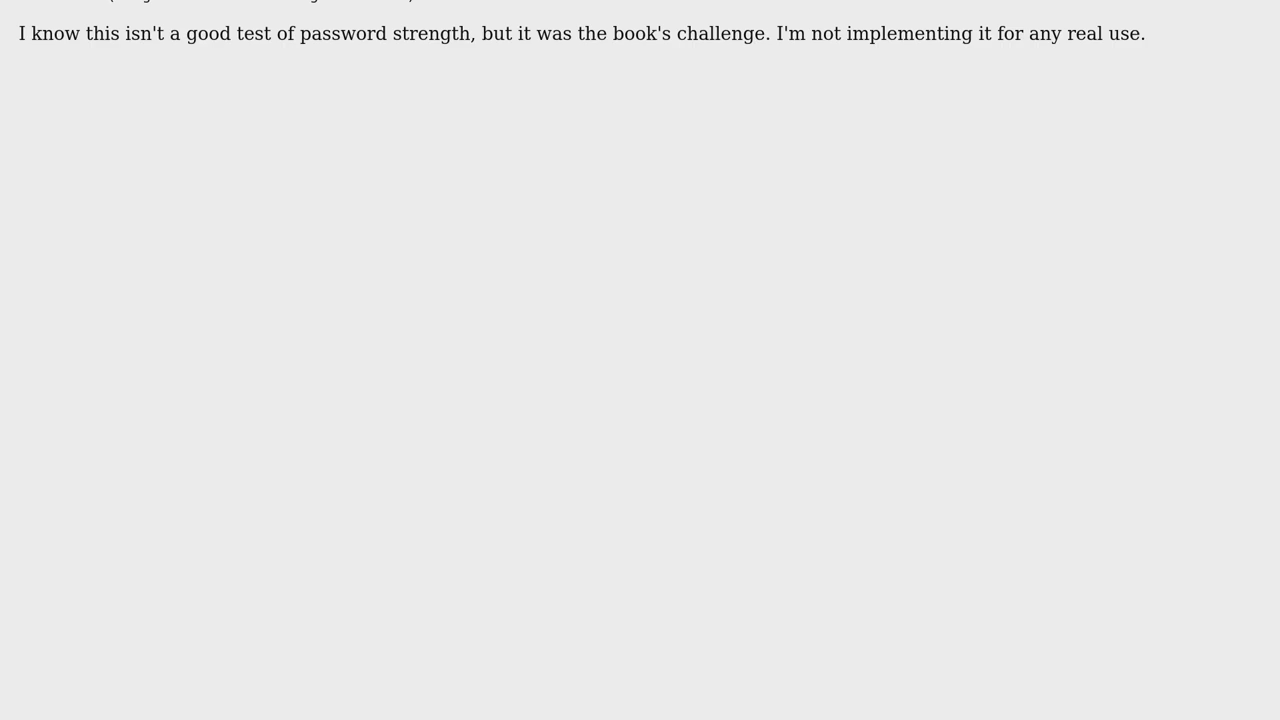 I know this isn't a good test of password strength, but it was the book's challenge. I'm not implementing it for any real use.